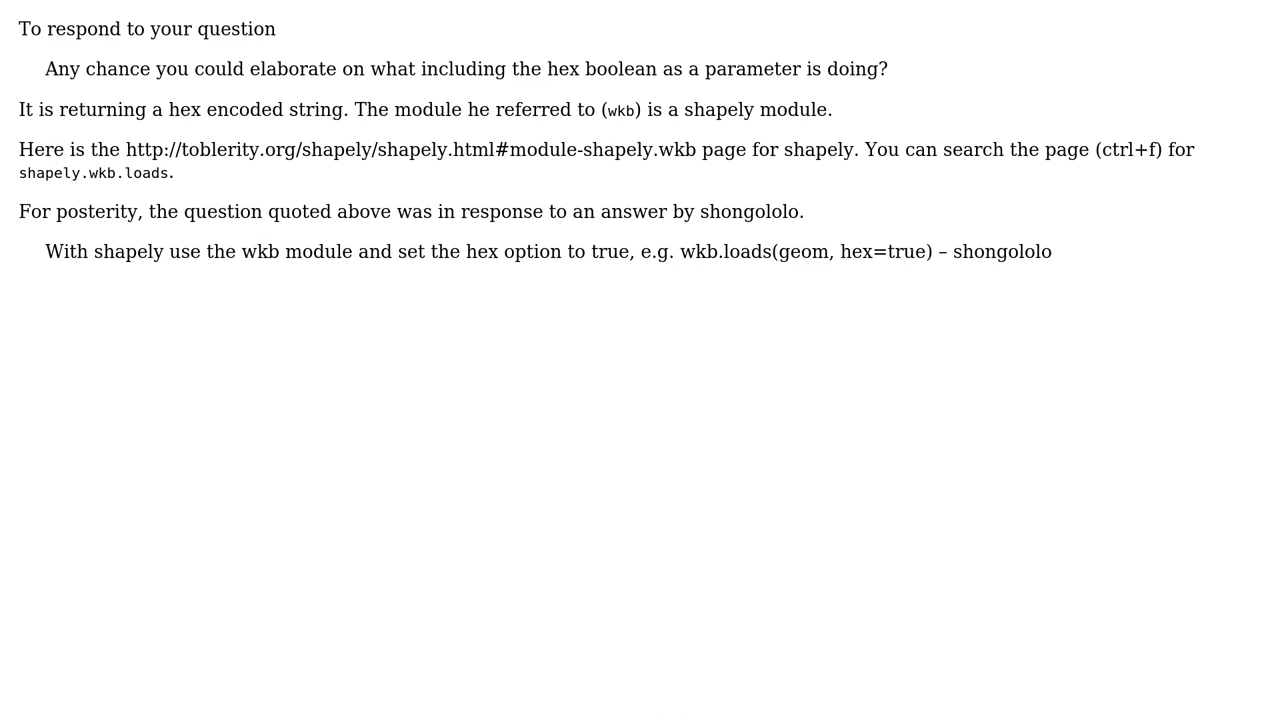 To respond to your question
Any chance you could elaborate on what including the hex boolean as a parameter is doing?
It is returning a hex encoded string. The module he referred to (wkb) is a shapely module.
Here is the http://toblerity.org/shapely/shapely.html#module-shapely.wkb page for shapely. You can search the page (ctrl+f) for
shapely.wkb.loads.
For posterity, the question quoted above was in response to an answer by shongololo.
With shapely use the wkb module and set the hex option to true, e.g. wkb.loads(geom, hex=true) – shongololo